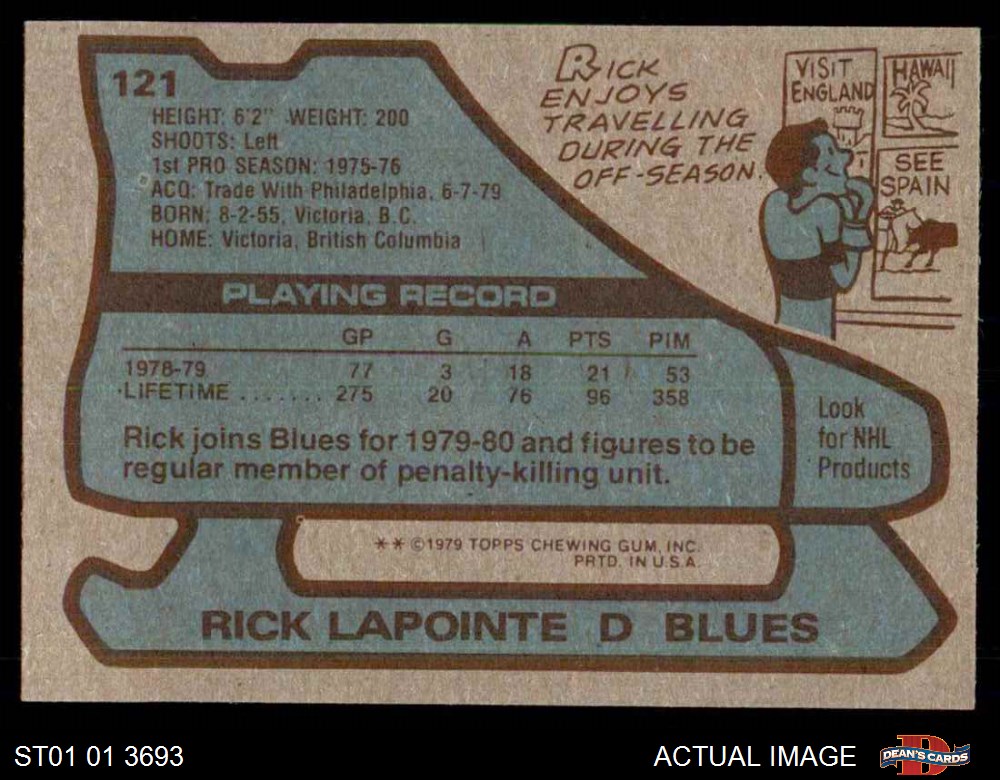 121
HEIGHT: 6'2" WEIGHT: 200
SHOOTS: Left
1st PRO SEASON: 1975-76
ACQ: Trade With Philadelphia, 6-7-79
BORN: 8-2-55, Victoria, B.C.
HOME: Victoria, British Columbia
RICK
ENJOYS
TRAVELLING
DURING THE
OFF-SEASON.
VISIT
ENGLAND
HAWAII
SEE
SPAIN
PLAYING RECORD
GP G A PTS PIM
1978-79 77 3 18 21 53
LIFETIME ....... 275 20 76 96 358
Rick joins Blues for 1979-80 and figures to be
regular member of penalty-killing unit.
Look
for NHL
Products
** ©1979 TOPPS CHEWING GUM, INC.
PRTD. IN U.S.A.
RICK LAPOINTE D BLUES
ST01 01 3693
ACTUAL IMAGE
D
DEAN'S CARDS